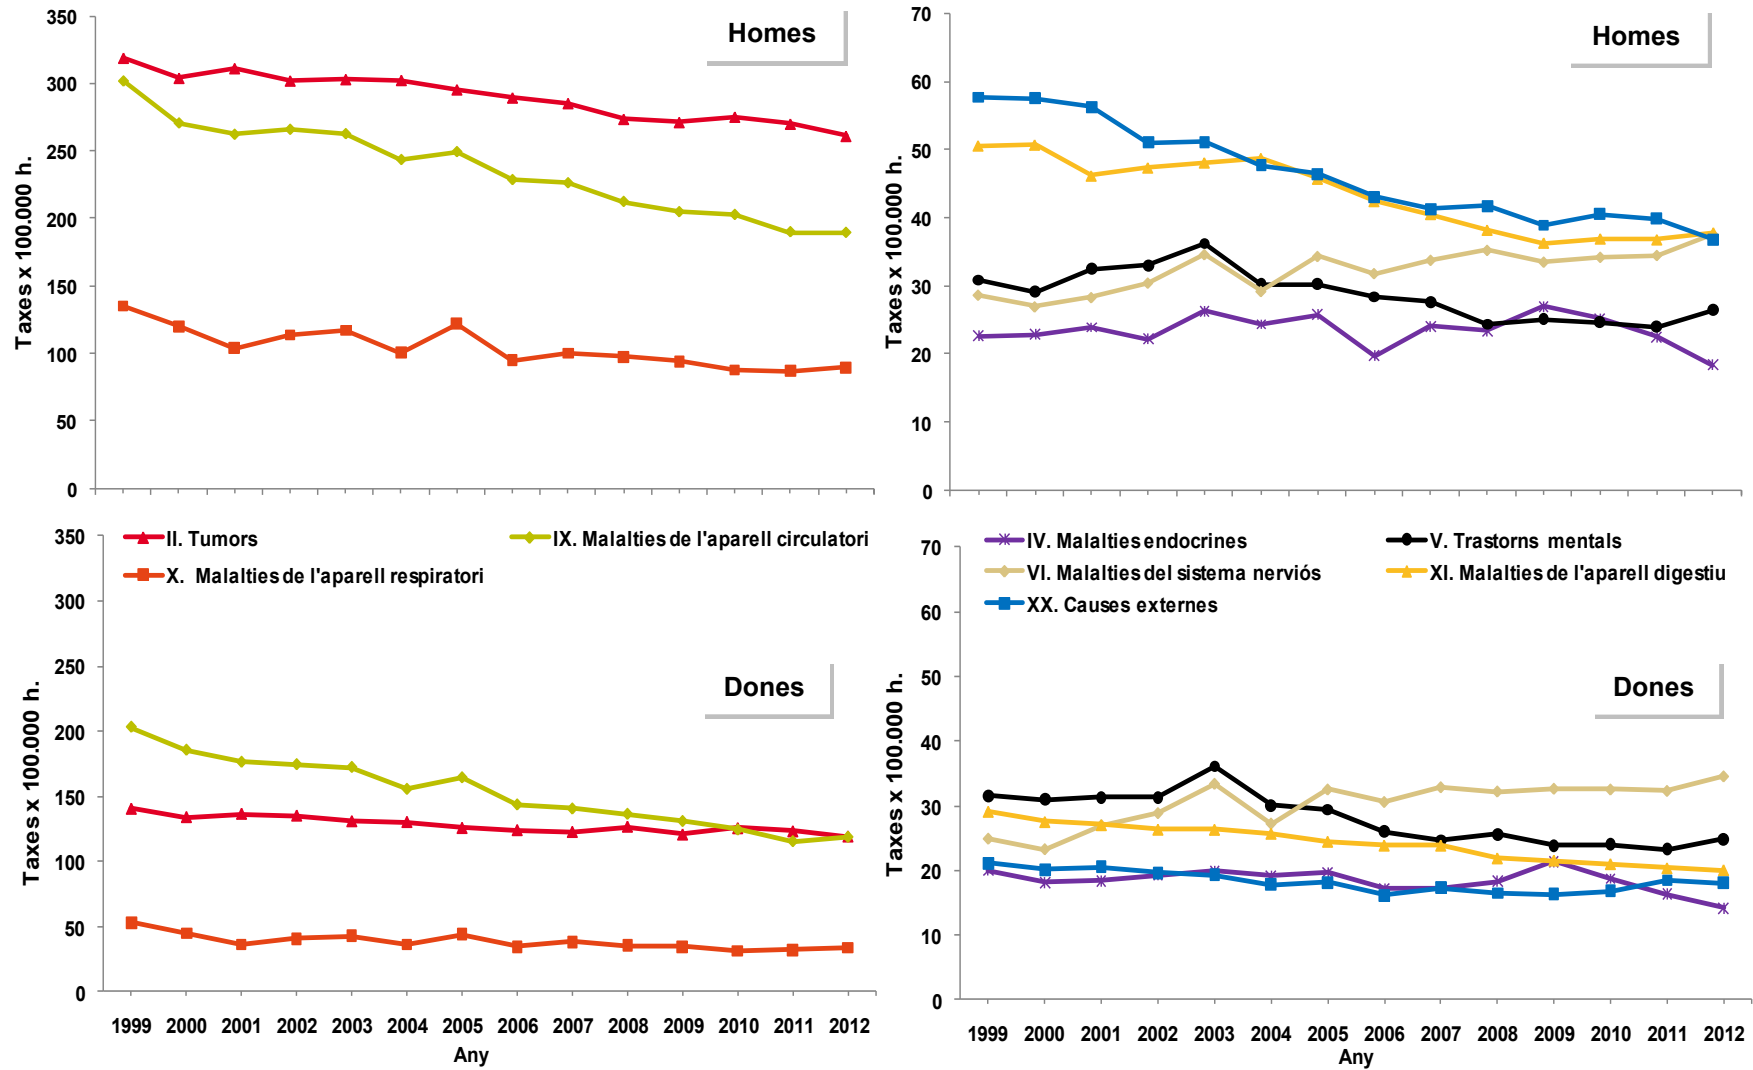 Homes
350
300
250
200
150
100
50
0
Taxes x 100.000 h.
Homes
70
60
50
40
30
20
10
0
Taxes x 100.000 h.
II. Tumors
IX. Malalties de l'aparell circulatori
X. Malalties de l'aparell respiratori
Dones
350
300
250
200
150
100
50
0
Taxes x 100.000 h.
1999 2000 2001 2002 2003 2004 2005 2006 2007 2008 2009 2010 2011 2012
Any
IV. Malalties endocrines
V. Trastorns mentals
VI. Malalties del sistema nerviós
XI. Malalties de l'aparell digestiu
XX. Causes externes
Dones
70
60
50
40
30
20
10
0
Taxes x 100.000 h.
1999 2000 2001 2002 2003 2004 2005 2006 2007 2008 2009 2010 2011 2012
Any